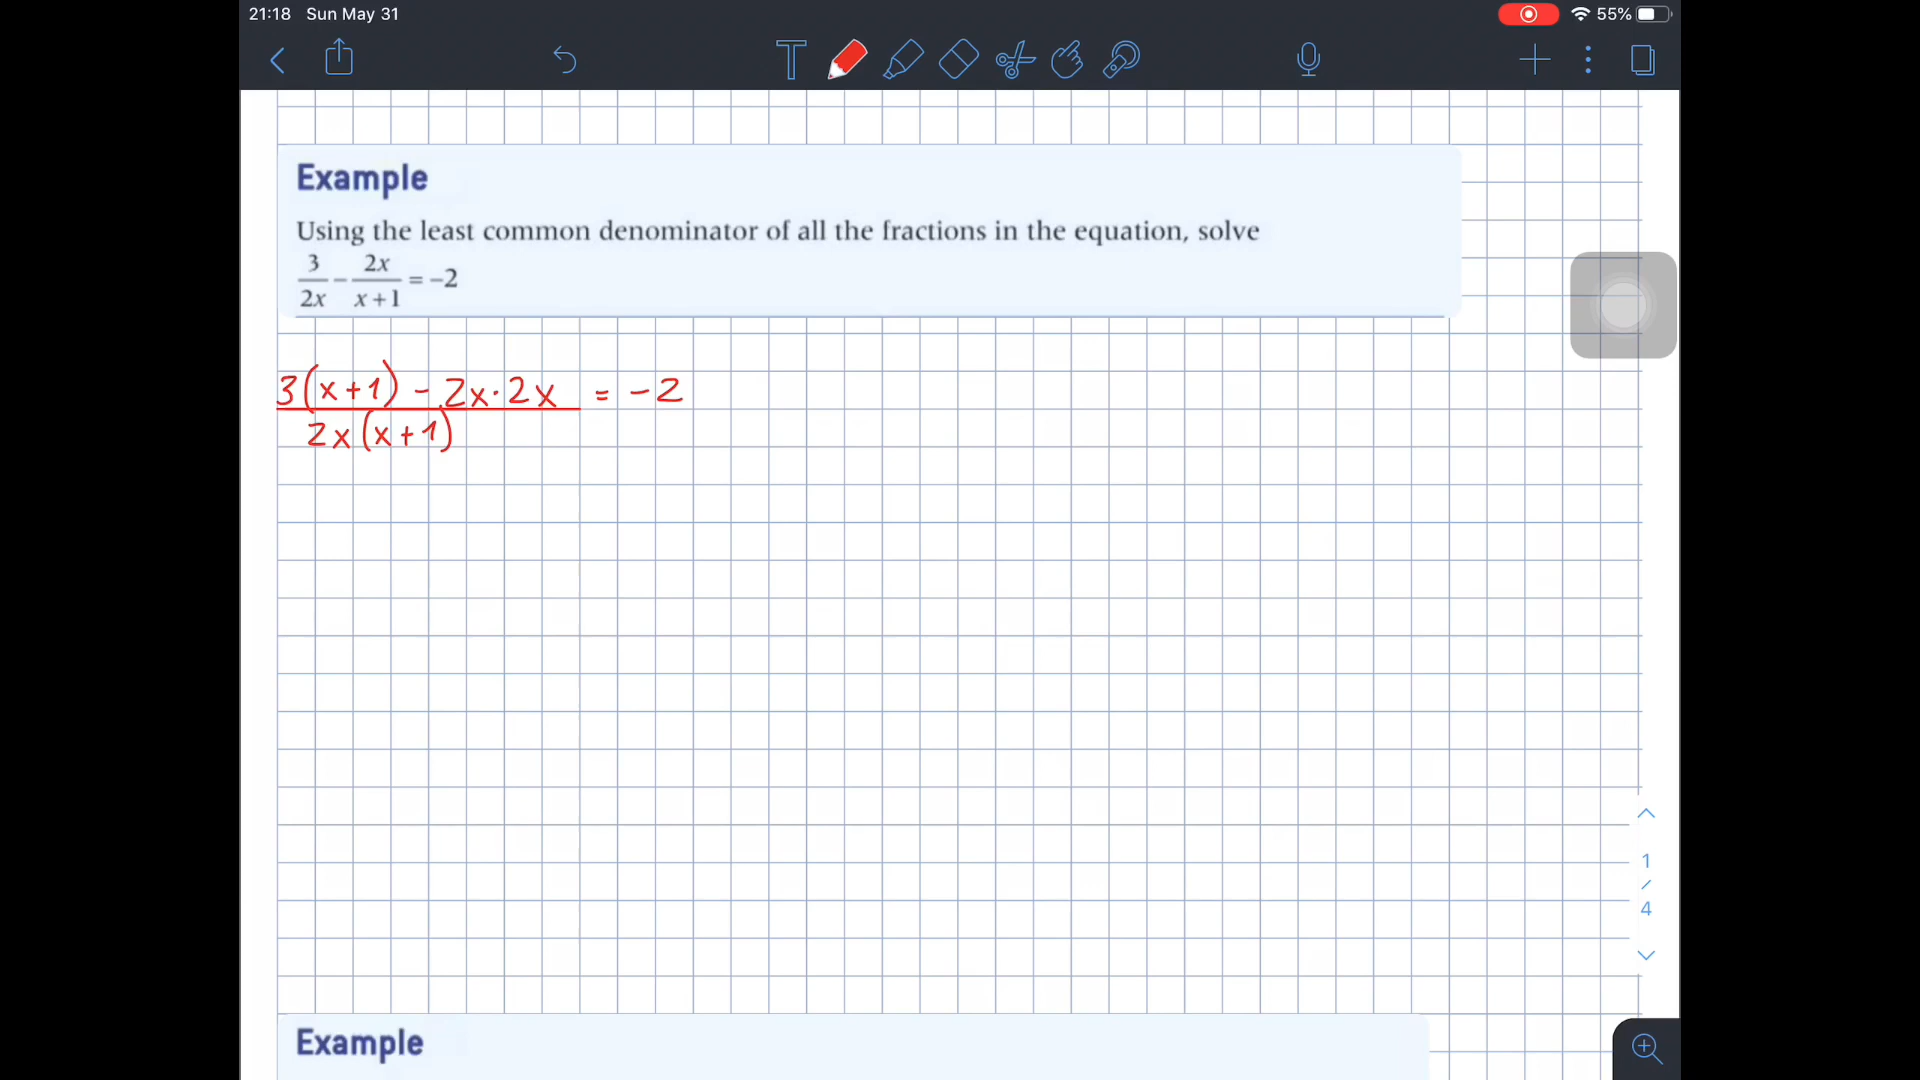 21:18 Sun May 31 55%
T
Example
Using the least common denominator of all the fractions in the equation, solve
3/2x − 2x/x+1 = −2
3(x+1) - 2x·2x = -2
2x(x+1)
1
/
4
Example